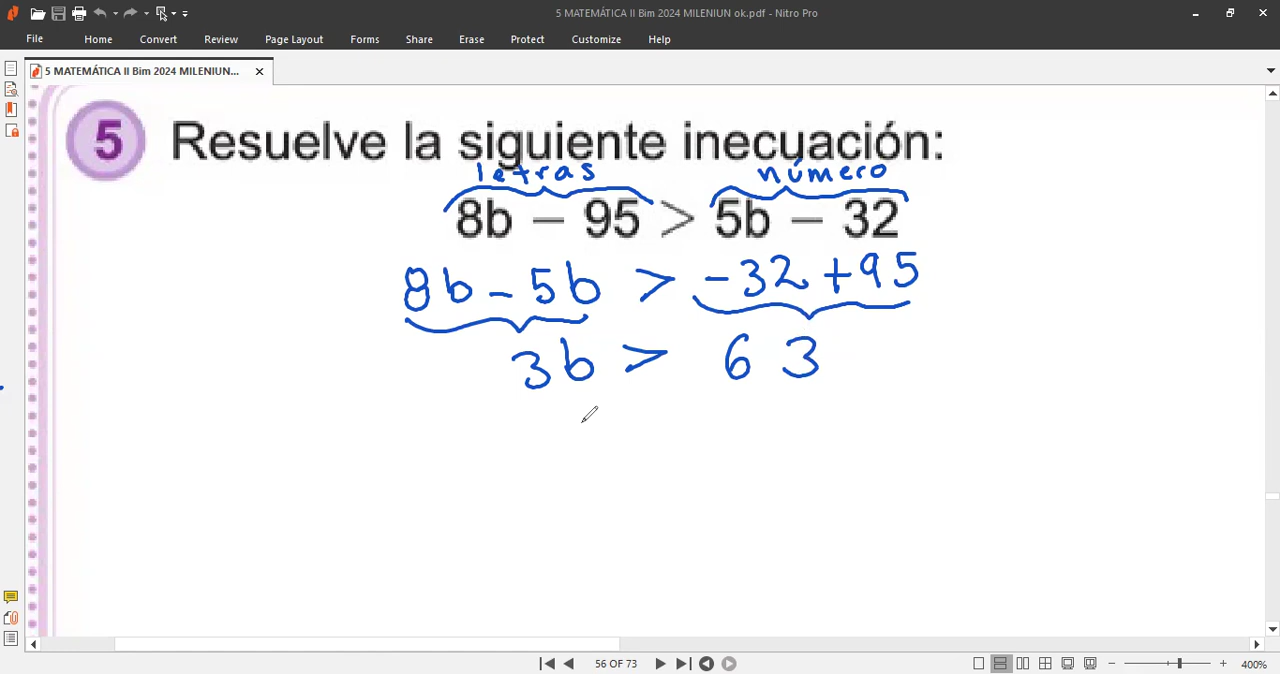 5 MATEMÁTICA II Bim 2024 MILENIUN ok.pdf - Nitro Pro
File Home Convert Review Page Layout Forms Share Erase Protect Customize Help
5 MATEMÁTICA II Bim 2024 MILENIUN...
5 Resuelve la siguiente inecuación:
letras número
8b − 95 > 5b − 32
8b - 5b > -32 + 95
3b > 63
56 OF 73
400%